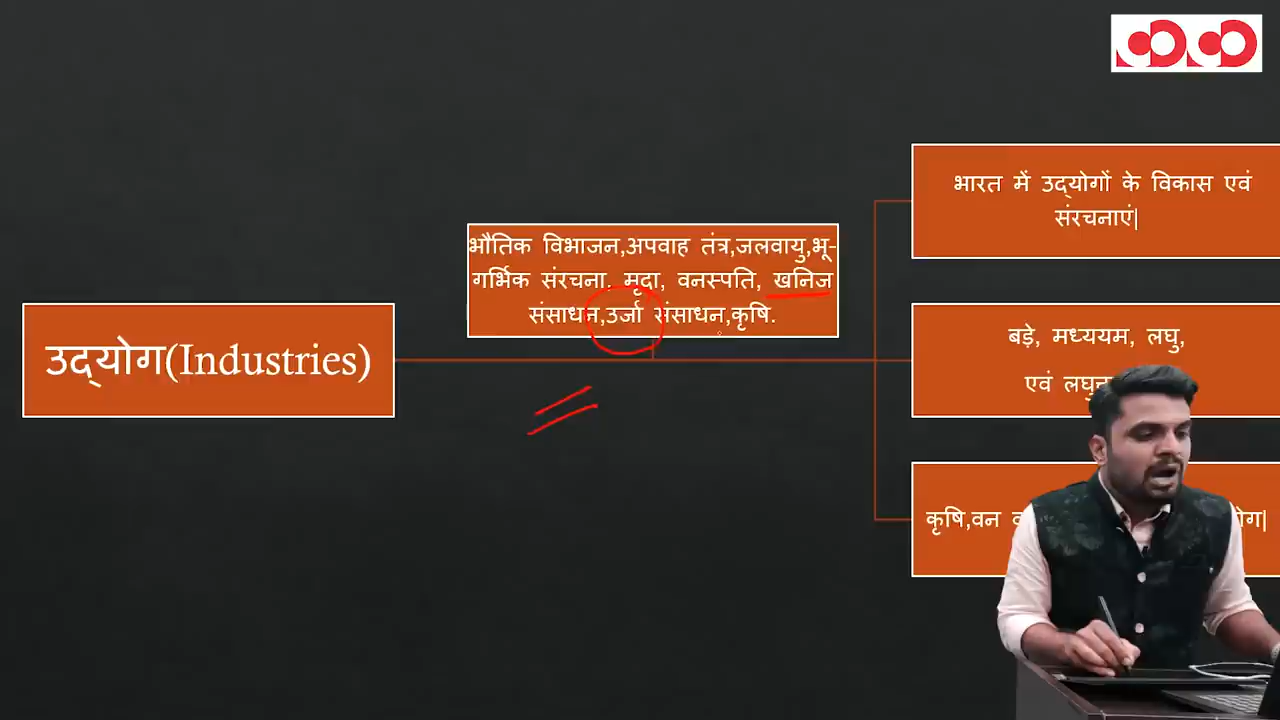 उद्योग(Industries)
भौतिक विभाजन,अपवाह तंत्र,जलवायु,भू-
गर्भिक संरचना. मृदा, वनस्पति, खनिज
संसाधन,उर्जा संसाधन,कृषि.
भारत में उद्योगों के विकास एवं
संरचनाएं|
बड़े, मध्ययम, लघु,
एवं
कृषि,वन